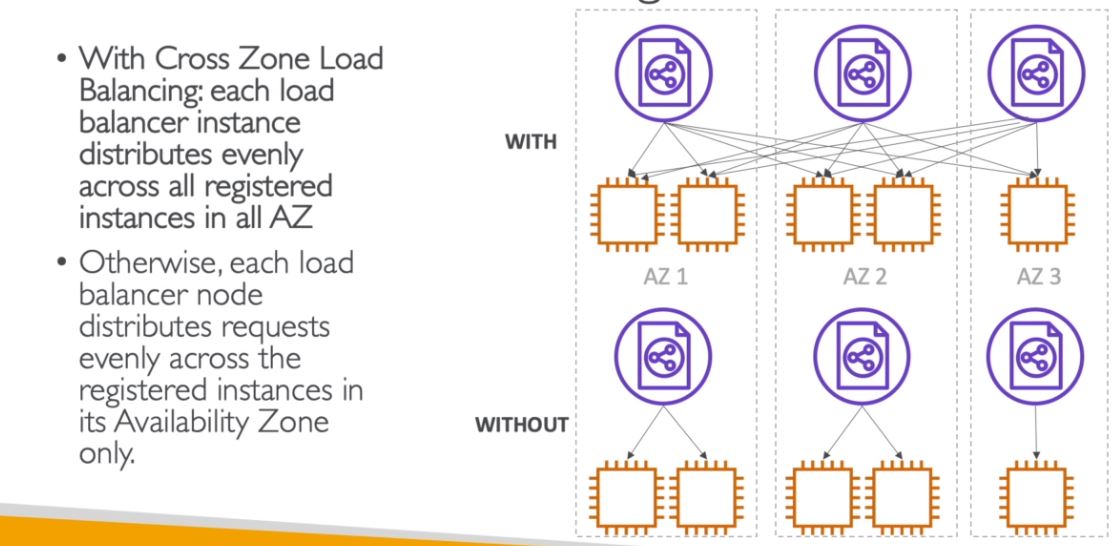 • With Cross Zone Load
Balancing: each load
balancer instance
distributes evenly
across all registered
instances in all AZ
• Otherwise, each load
balancer node
distributes requests
evenly across the
registered instances in
its Availability Zone
only.
WITH
AZ 1
AZ 2
AZ 3
WITHOUT